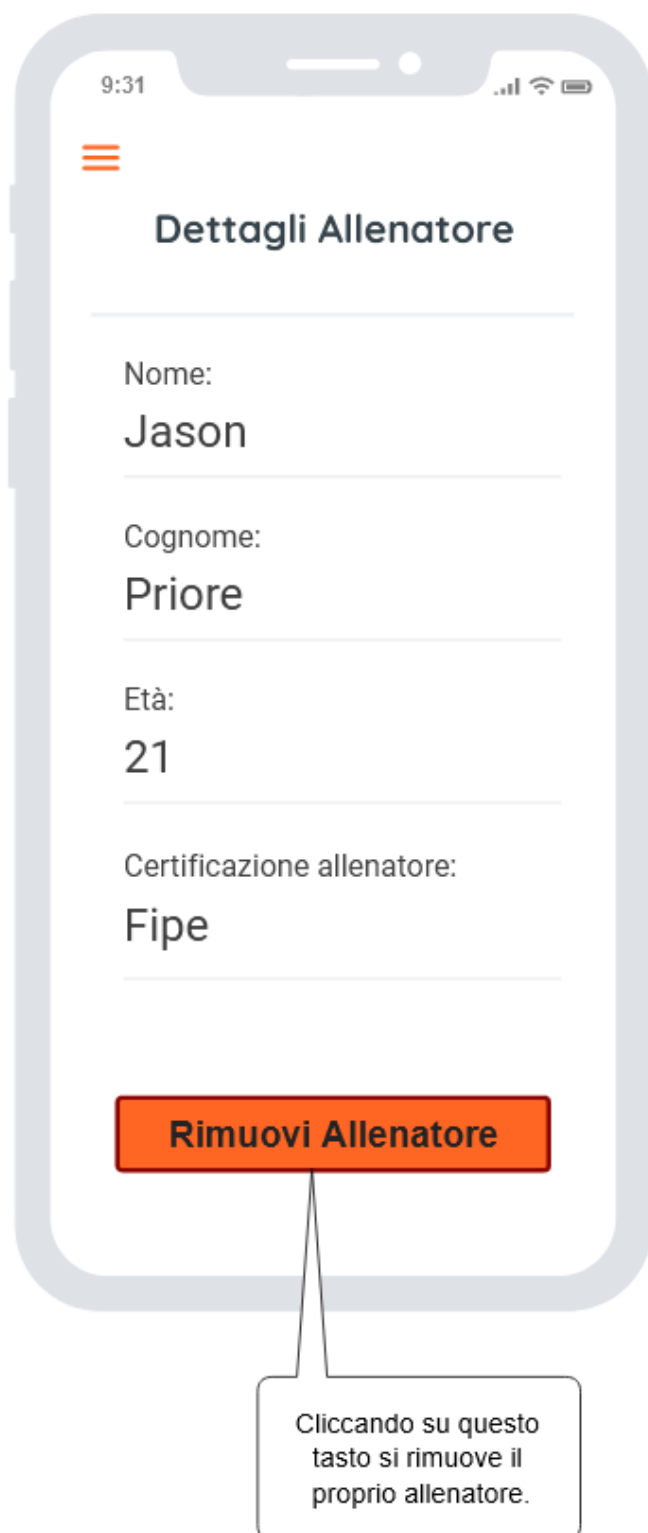 9:31
Dettagli Allenatore
Nome:
Jason
Cognome:
Priore
Età:
21
Certificazione allenatore:
Fipe
Rimuovi Allenatore
Cliccando su questo
tasto si rimuove il
proprio allenatore.